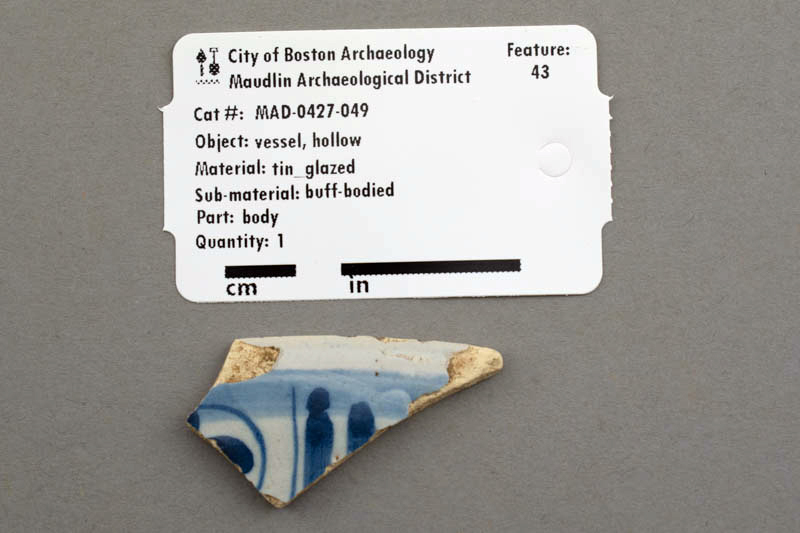 City of Boston Archaeology
Maudlin Archaeological District
Feature:
43
Cat #: MAD-0427-049
Object: vessel, hollow
Material: tin_glazed
Sub-material: buff-bodied
Part: body
Quantity: 1
cm in